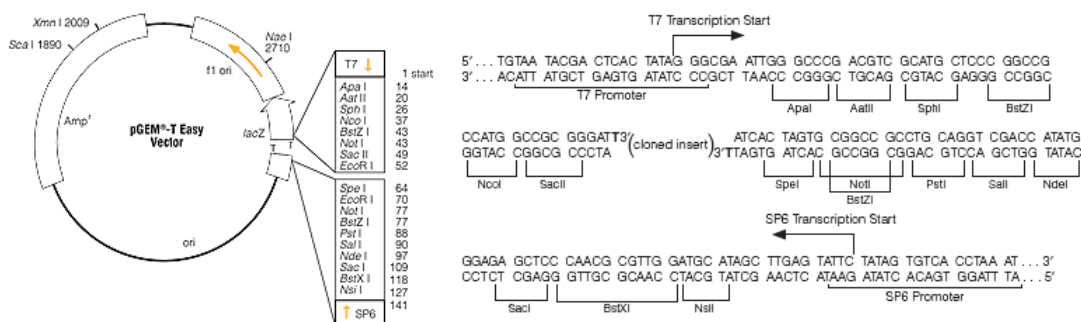 Xmn I 2009
Sca I 1890
Nae I
2710
f1 ori
Ampʳ
pGEM®-T Easy
Vector
lacZ
T
T
ori
T7 ↓
1 start
Apa I 14
Aat II 20
Sph I 26
Nco I 37
BstZ I 43
Not I 43
Sac II 49
EcoR I 52
Spe I 64
EcoR I 70
Not I 77
BstZ I 77
Pst I 88
Sal I 90
Nde I 97
Sac I 109
BstX I 118
Nsi I 127
↑ SP6 141
T7 Transcription Start
5′ ... TGTAA TACGA CTCAC TATAG GGCGA ATTGG GCCCG ACGTC GCATG CTCCC GGCCG
3′ ... ACATT ATGCT GAGTG ATATC CCGCT TAACC CGGGC TGCAG CGTAC GAGGG CCGGC
T7 Promoter ApaI AatII SphI BstZI
CCATG GCCGC GGGATT3′ (cloned insert) ATCAC TAGTG CGGCC GCCTG CAGGT CGACC ATATG
GGTAC CGGCG CCCTA 3′TTAGTG ATCAC GCCGG CGGAC GTCCA GCTGG TATAC
NcoI SacII SpeI NotI PstI SalI NdeI
BstZI
SP6 Transcription Start
GGAGA GCTCC CAACG CGTTG GATGC ATAGC TTGAG TATTC TATAG TGTCA CCTAA AT... 3′
CCTCT CGAGG GTTGC GCAAC CTACG TATCG AACTC ATAAG ATATC ACAGT GGATT TA... 5′
SacI BstXI NsiI SP6 Promoter